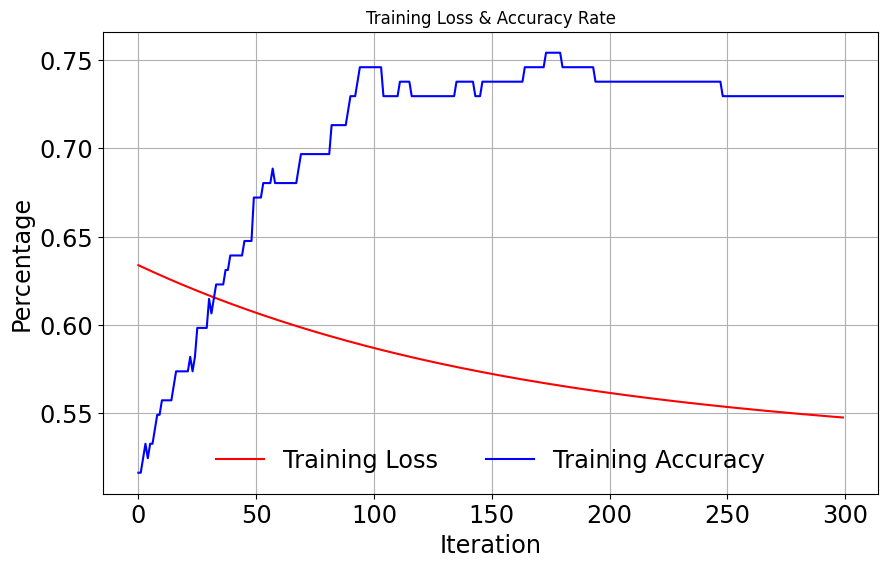 Training Loss & Accuracy Rate
Percentage
0.75
0.70
0.65
0.60
0.55
Training Loss
Training Accuracy
0 50 100 150 200 250 300
Iteration